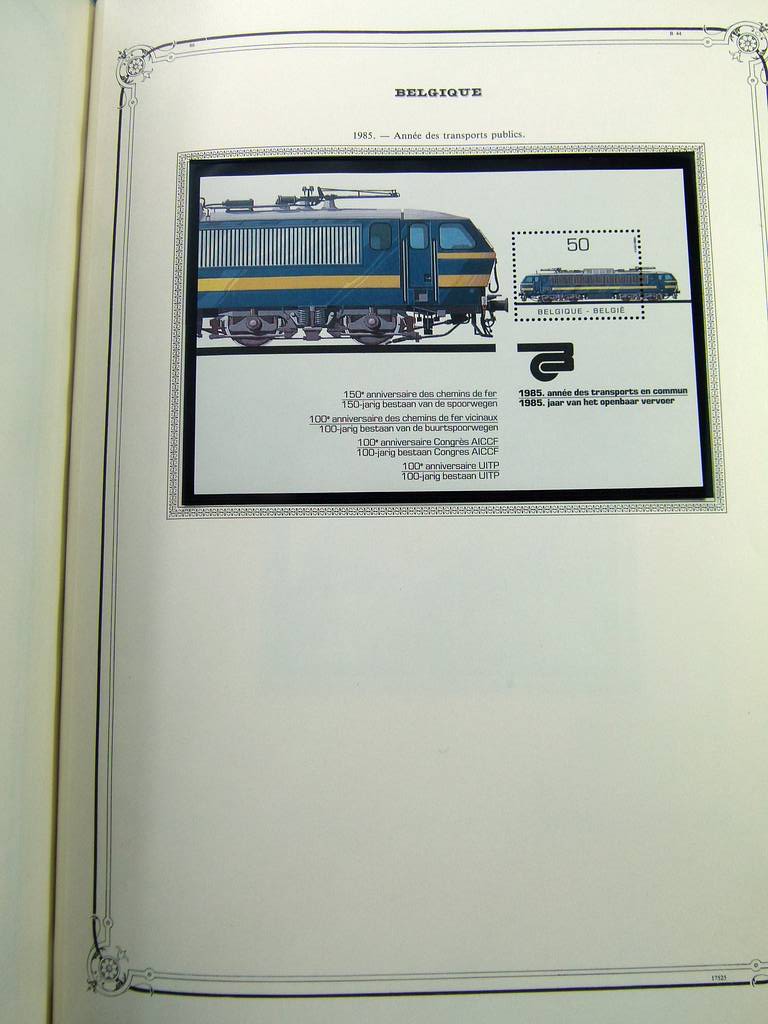 B 44
BELGIQUE
1985. — Année des transports publics.
50
BELGIQUE - BELGIË
150e anniversaire des chemins de fer
150-jarig bestaan van de spoorwegen
100e anniversaire des chemins de fer vicinaux
100-jarig bestaan van de buurtspoorwegen
100e anniversaire Congrès AICCF
100-jarig bestaan Congres AICCF
100e anniversaire UITP
100-jarig bestaan UITP
1985. année des transports en commun
1985. jaar van het openbaar vervoer
17525